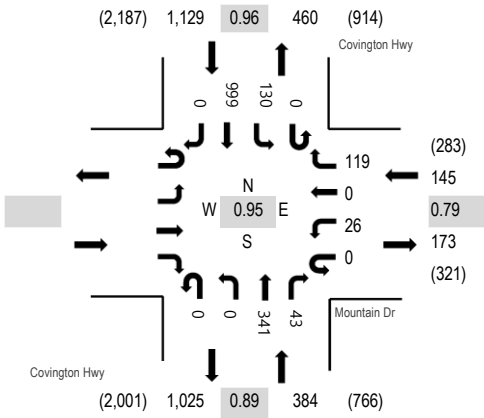 (2,187) 1,129 0.96 460 (914)
Covington Hwy
0 999 130 0
(283)
119
145
N
0
W 0.95 E
0.79
26
S
173
0
(321)
0 0 341 43
Mountain Dr
Covington Hwy
(2,001) 1,025 0.89 384 (766)